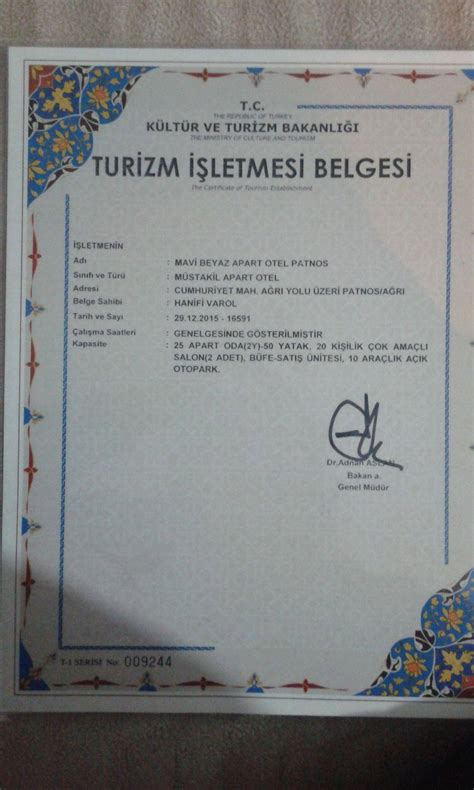 T.C.
THE REPUBLIC OF TURKEY
KÜLTÜR VE TURİZM BAKANLIĞI
THE MINISTRY OF CULTURE AND TOURISM
TURİZM İŞLETMESİ BELGESİ
The Certificate of Tourism Establishment
İŞLETMENİN
Adı : MAVİ BEYAZ APART OTEL PATNOS
Sınıfı ve Türü : MÜSTAKİL APART OTEL
Adresi : CUMHURİYET MAH. AĞRI YOLU ÜZERİ PATNOS/AĞRI
Belge Sahibi : HANİFİ VAROL
Tarih ve Sayı : 29.12.2015 - 16591
Çalışma Saatleri : GENELGESİNDE GÖSTERİLMİŞTİR
Kapasite : 25 APART ODA(2Y)-50 YATAK, 20 KİŞİLİK ÇOK AMAÇLI
SALON(2 ADET), BÜFE-SATIŞ ÜNİTESİ, 10 ARAÇLIK AÇIK
OTOPARK.
Dr.Adnan ASLAN
Bakan a.
Genel Müdür
T-1 SERİSİ No. 009244